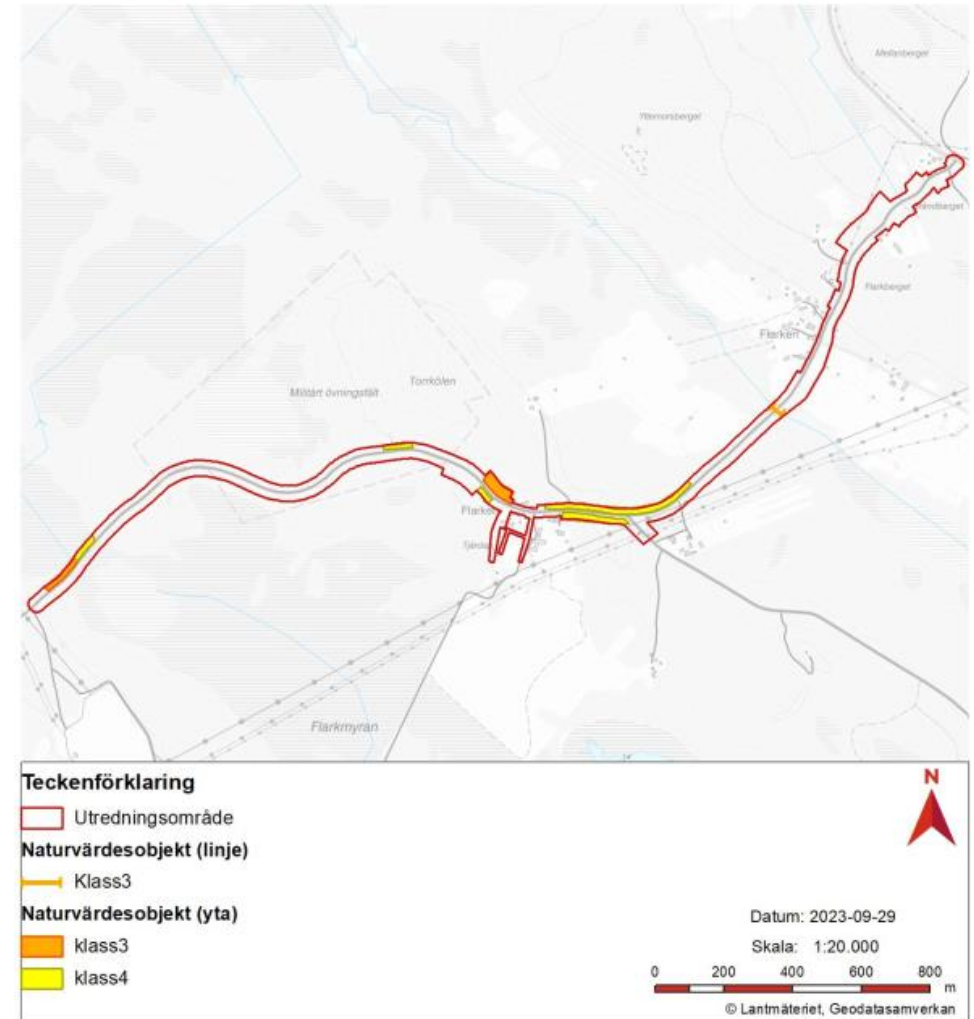 Mellanberget
Yttermorsberget
Flarkberget
Flarken
Militärt övningsfält
Torrkölen
Flarkmyran
Teckenförklaring
Utredningsområde
Naturvärdesobjekt (linje)
Klass3
Naturvärdesobjekt (yta)
klass3
klass4
N
Datum: 2023-09-29
Skala: 1:20.000
0 200 400 600 800
m
© Lantmäteriet, Geodatasamverkan